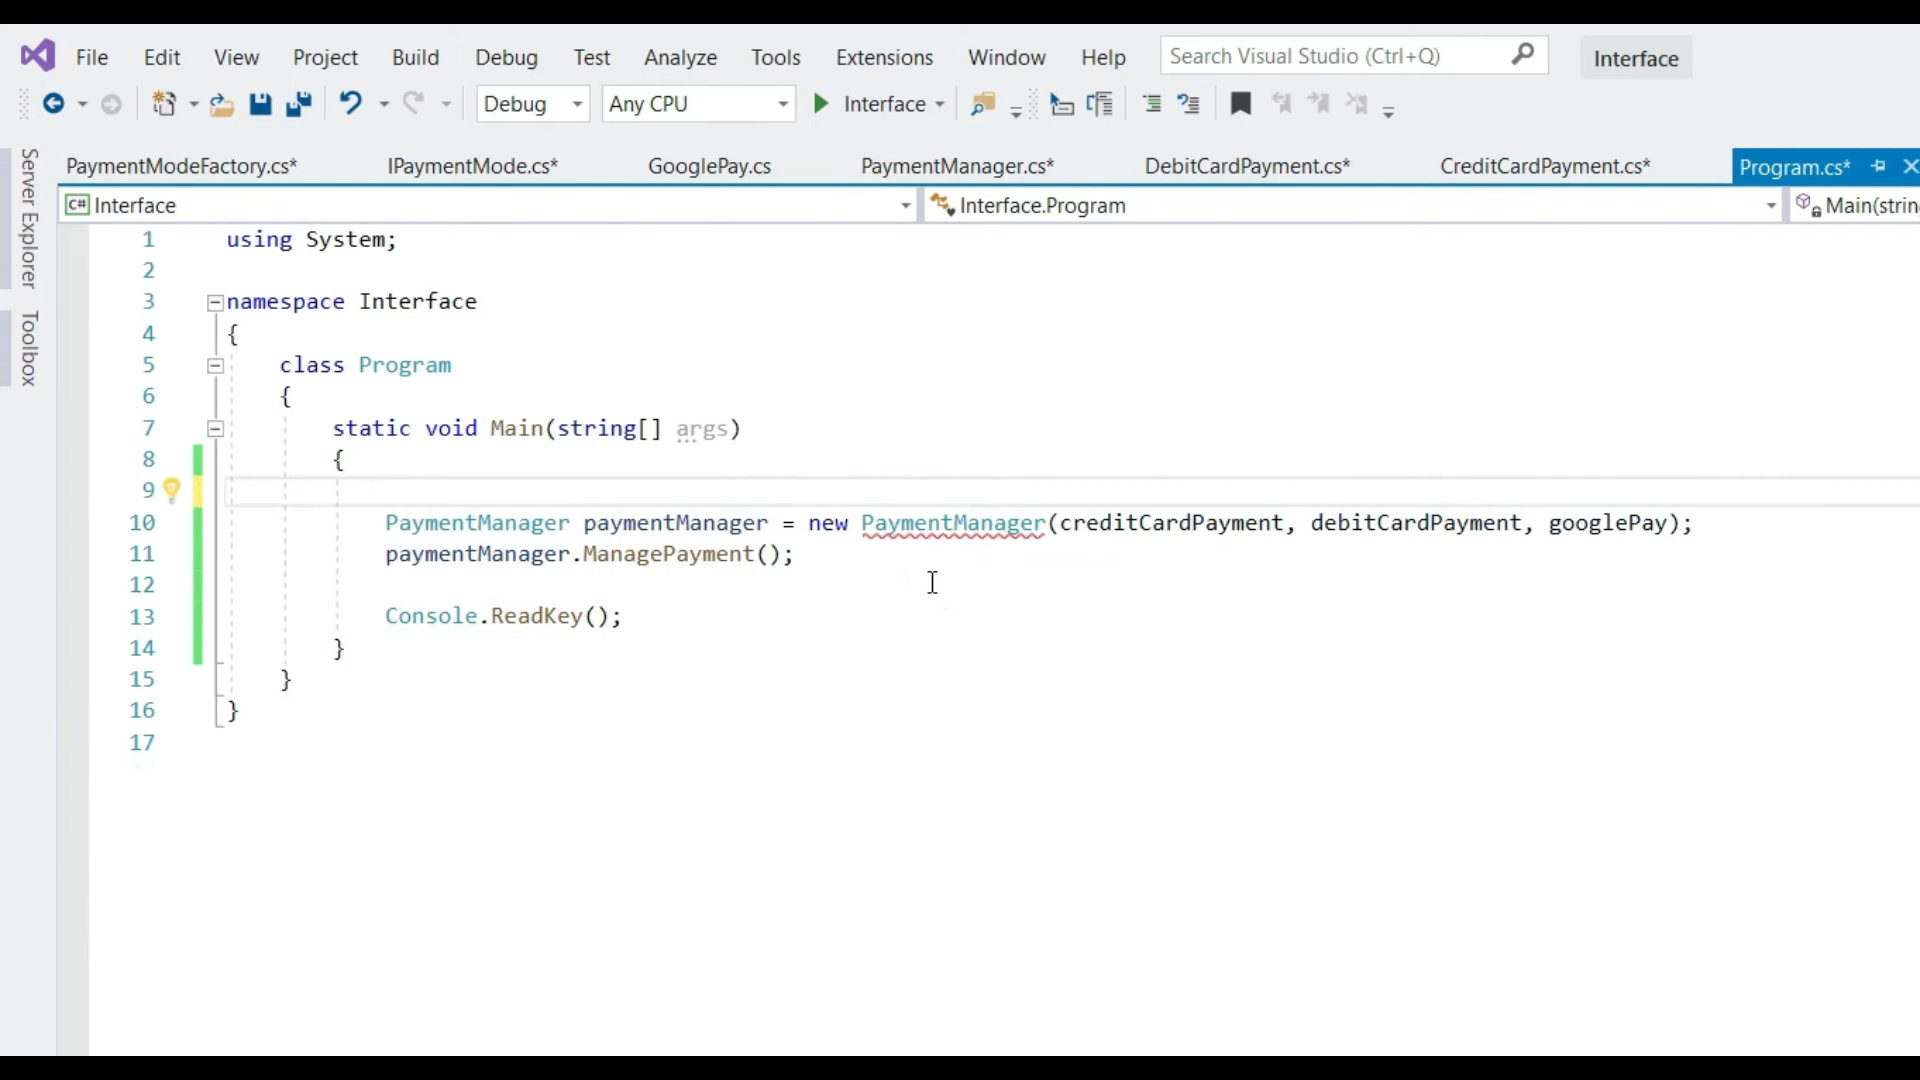 File Edit View Project Build Debug Test Analyze Tools Extensions Window Help Search Visual Studio (Ctrl+Q) Interface
Debug Any CPU Interface
PaymentModeFactory.cs* IPaymentMode.cs* GooglePay.cs PaymentManager.cs* DebitCardPayment.cs* CreditCardPayment.cs* Program.cs*
Server Explorer
Toolbox
C# Interface Interface.Program Main(strin
1 using System;
2
3 namespace Interface
4 {
5 class Program
6 {
7 static void Main(string[] args)
8 {
9
10 PaymentManager paymentManager = new PaymentManager(creditCardPayment, debitCardPayment, googlePay);
11 paymentManager.ManagePayment();
12
13 Console.ReadKey();
14 }
15 }
16 }
17